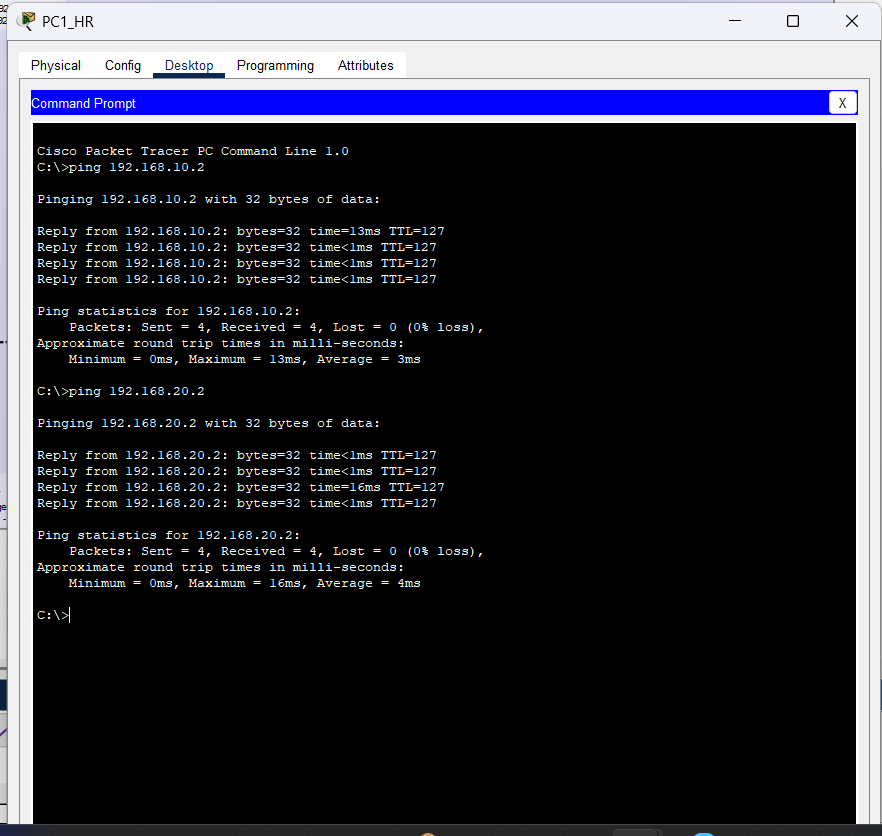 PC1_HR
Physical Config Desktop Programming Attributes
Command Prompt X
Cisco Packet Tracer PC Command Line 1.0
C:\>ping 192.168.10.2
Pinging 192.168.10.2 with 32 bytes of data:
Reply from 192.168.10.2: bytes=32 time=13ms TTL=127
Reply from 192.168.10.2: bytes=32 time<1ms TTL=127
Reply from 192.168.10.2: bytes=32 time<1ms TTL=127
Reply from 192.168.10.2: bytes=32 time<1ms TTL=127
Ping statistics for 192.168.10.2:
Packets: Sent = 4, Received = 4, Lost = 0 (0% loss),
Approximate round trip times in milli-seconds:
Minimum = 0ms, Maximum = 13ms, Average = 3ms
C:\>ping 192.168.20.2
Pinging 192.168.20.2 with 32 bytes of data:
Reply from 192.168.20.2: bytes=32 time<1ms TTL=127
Reply from 192.168.20.2: bytes=32 time<1ms TTL=127
Reply from 192.168.20.2: bytes=32 time=16ms TTL=127
Reply from 192.168.20.2: bytes=32 time<1ms TTL=127
Ping statistics for 192.168.20.2:
Packets: Sent = 4, Received = 4, Lost = 0 (0% loss),
Approximate round trip times in milli-seconds:
Minimum = 0ms, Maximum = 16ms, Average = 4ms
C:\>